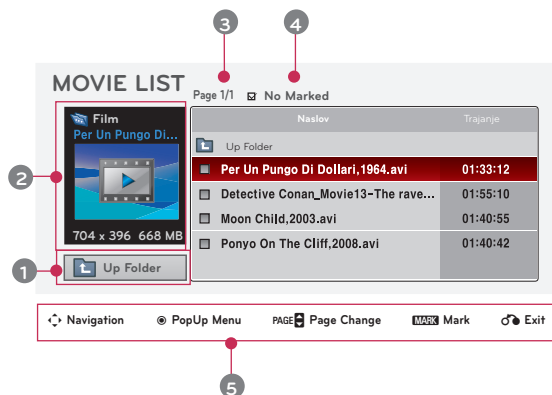 3
4
MOVIE LIST
Page 1/1 No Marked
Film
Per Un Pungo Di...
704 x 396 668 MB
Up Folder
Naslov Trajanje
Up Folder
Per Un Pungo Di Dollari,1964.avi 01:33:12
Detective Conan_Movie13-The rave... 01:55:10
Moon Child,2003.avi 01:40:55
Ponyo On The Cliff,2008.avi 01:40:42
2
1
Navigation PopUp Menu PAGE Page Change MARK Mark Exit
5